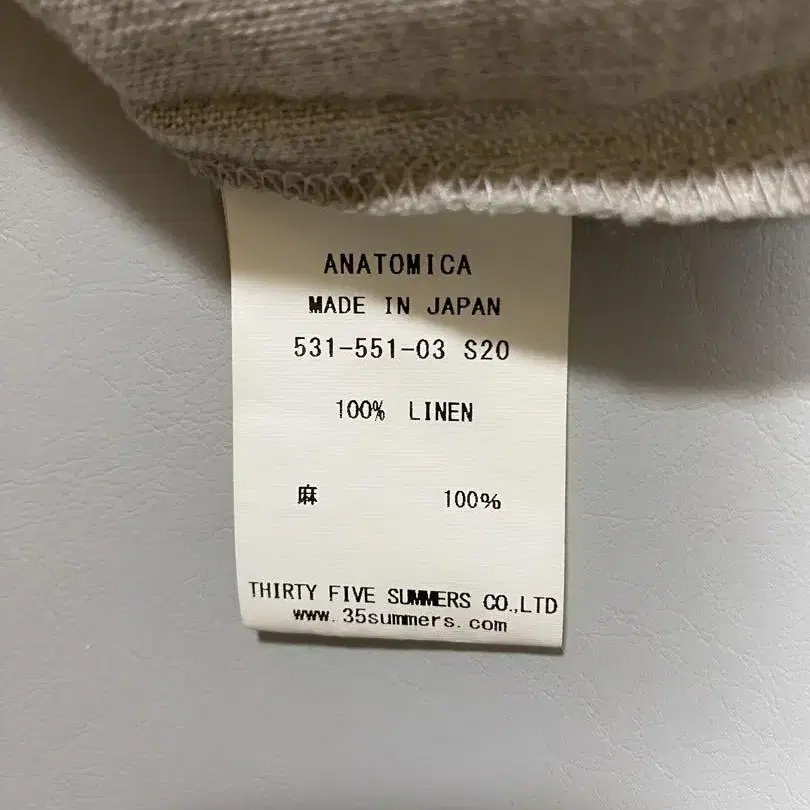 ANATOMICA
MADE IN JAPAN
531-551-03 S20
100% LINEN
麻 100%
THIRTY FIVE SUMMERS CO.,LTD
www.35summers.com